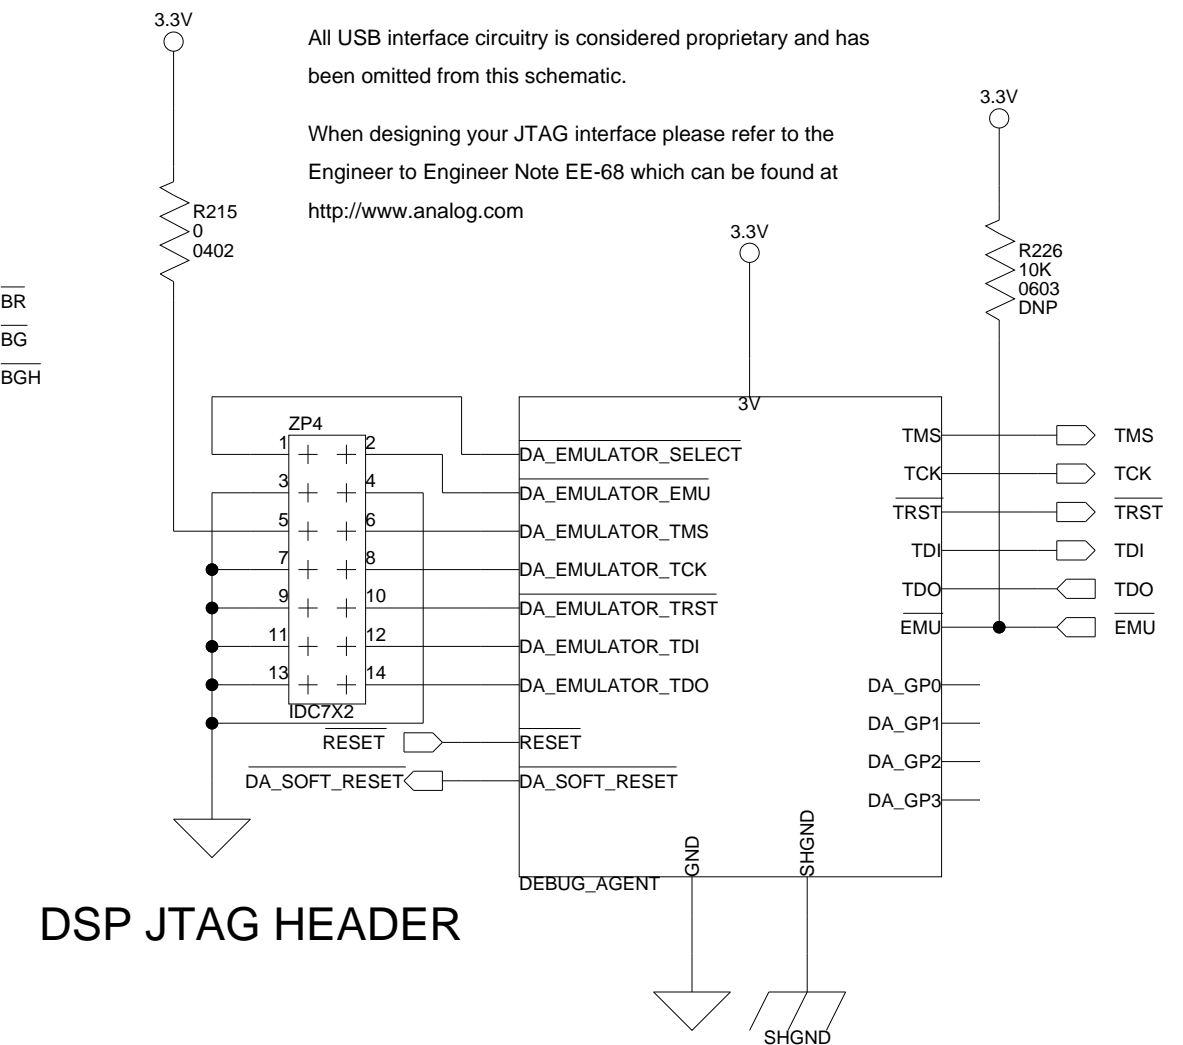 3.3V
All USB interface circuitry is considered proprietary and has
been omitted from this schematic.
When designing your JTAG interface please refer to the
Engineer to Engineer Note EE-68 which can be found at
http://www.analog.com
3.3V
R215
0
0402
3.3V
R226
10K
0603
DNP
BR
BG
BGH
3V
ZP4
1 2
3 4
5 6
7 8
9 10
11 12
13 14
IDC7X2
DA_EMULATOR_SELECT
DA_EMULATOR_EMU
DA_EMULATOR_TMS
DA_EMULATOR_TCK
DA_EMULATOR_TRST
DA_EMULATOR_TDI
DA_EMULATOR_TDO
RESET RESET
DA_SOFT_RESET DA_SOFT_RESET
TMS TMS
TCK TCK
TRST TRST
TDI TDI
TDO TDO
EMU EMU
DA_GP0
DA_GP1
DA_GP2
DA_GP3
GND
SHGND
DEBUG_AGENT
DSP JTAG HEADER
SHGND